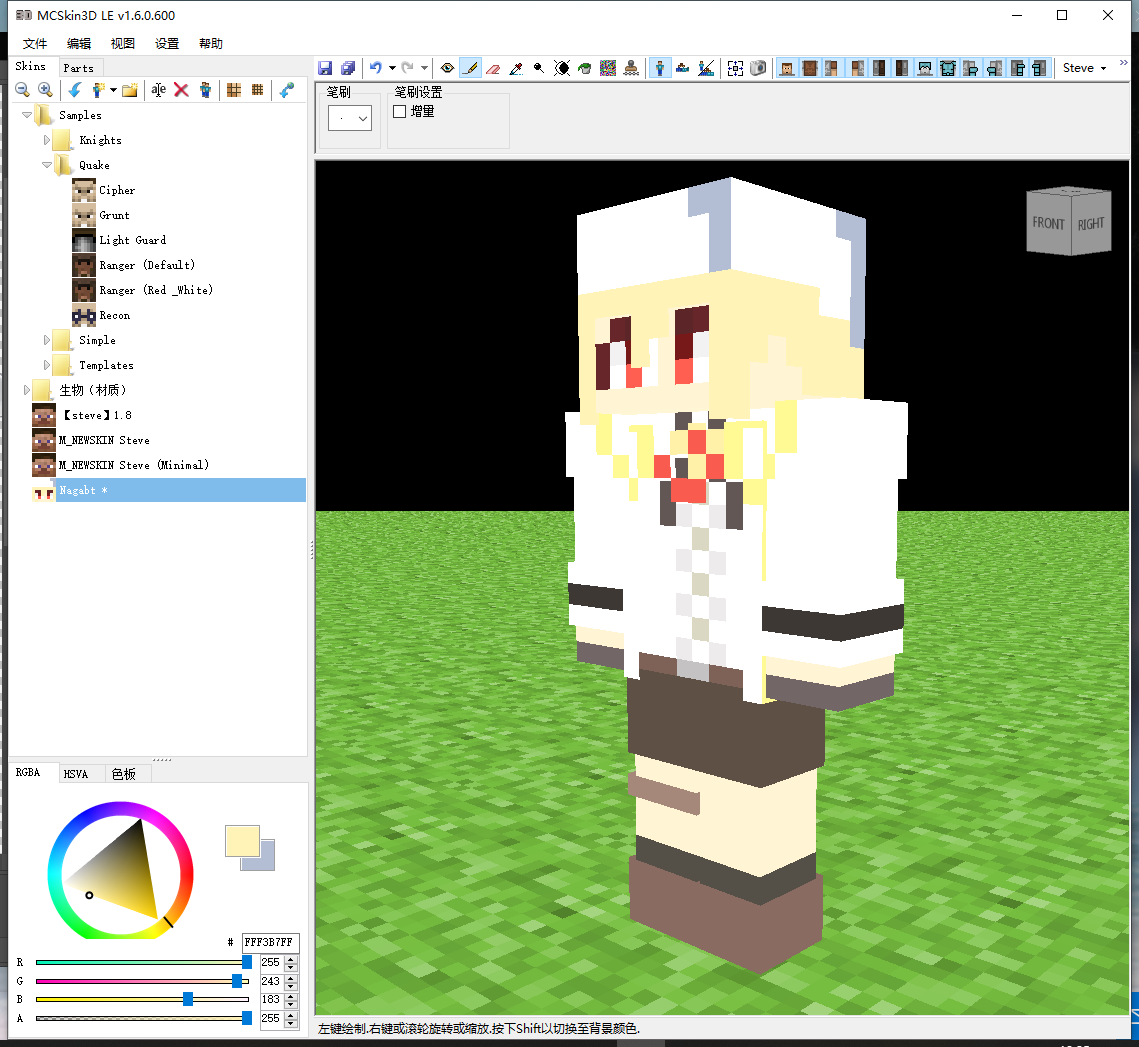 MCSkin3D LE v1.6.0.600
文件 编辑 视图 设置 帮助
Skins Parts
a|e
Steve
笔刷 笔刷设置
增量
Samples
Knights
Quake
Cipher
Grunt
Light Guard
Ranger (Default)
Ranger (Red _White)
Recon
Simple
Templates
生物（材质）
【steve】1.8
M_NEWSKIN Steve
M_NEWSKIN Steve (Minimal)
Nagabt *
FRONT RIGHT
RGBA HSVA 色板
# FFF3B7FF
R 255
G 243
B 183
A 255
左键绘制.右键或滚轮旋转或缩放.按下Shift以切换至背景颜色.